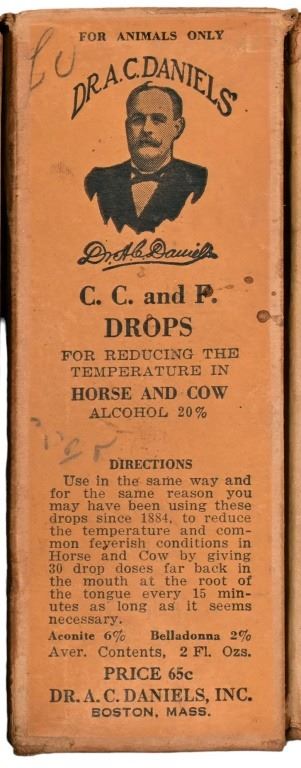 FOR ANIMALS ONLY
DR. A.C. DANIELS'
Dr. A. C. Daniels
C. C. and F.
DROPS
FOR REDUCING THE
TEMPERATURE IN
HORSE AND COW
ALCOHOL 20%
DIRECTIONS
Use in the same way and
for the same reason you
may have been using these
drops since 1884, to reduce
the temperature and com-
mon feverish conditions in
Horse and Cow by giving
30 drop doses far back in
the mouth at the root of
the tongue every 15 min-
utes as long as it seems
necessary.
Aconite 6% Belladonna 2%
Aver. Contents, 2 Fl. Ozs.
PRICE 65c
DR. A. C. DANIELS, INC.
BOSTON, MASS.